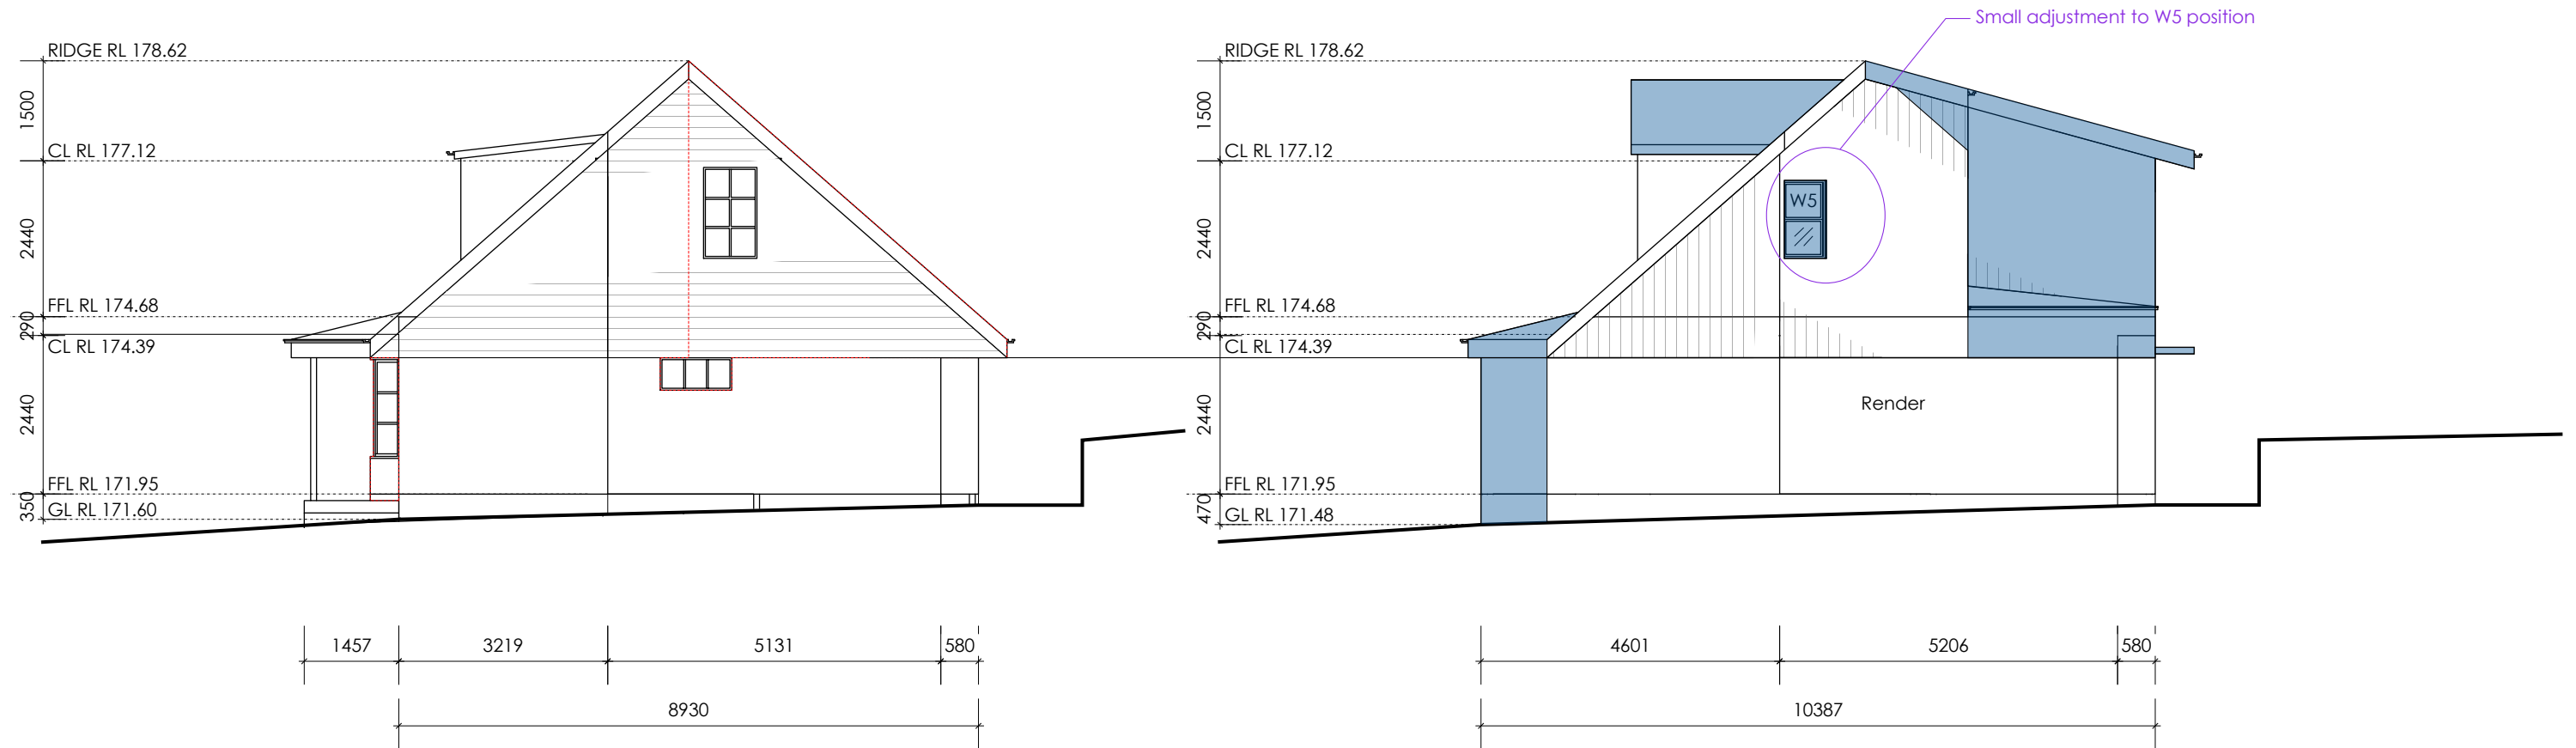 Small adjustment to W5 position
RIDGE RL 178.62
1500
CL RL 177.12
2440
FFL RL 174.68
290
CL RL 174.39
2440
FFL RL 171.95
350
GL RL 171.60
1457
3219
5131
580
8930
RIDGE RL 178.62
1500
CL RL 177.12
W5
2440
FFL RL 174.68
290
CL RL 174.39
Render
2440
FFL RL 171.95
470
GL RL 171.48
4601
5206
580
10387